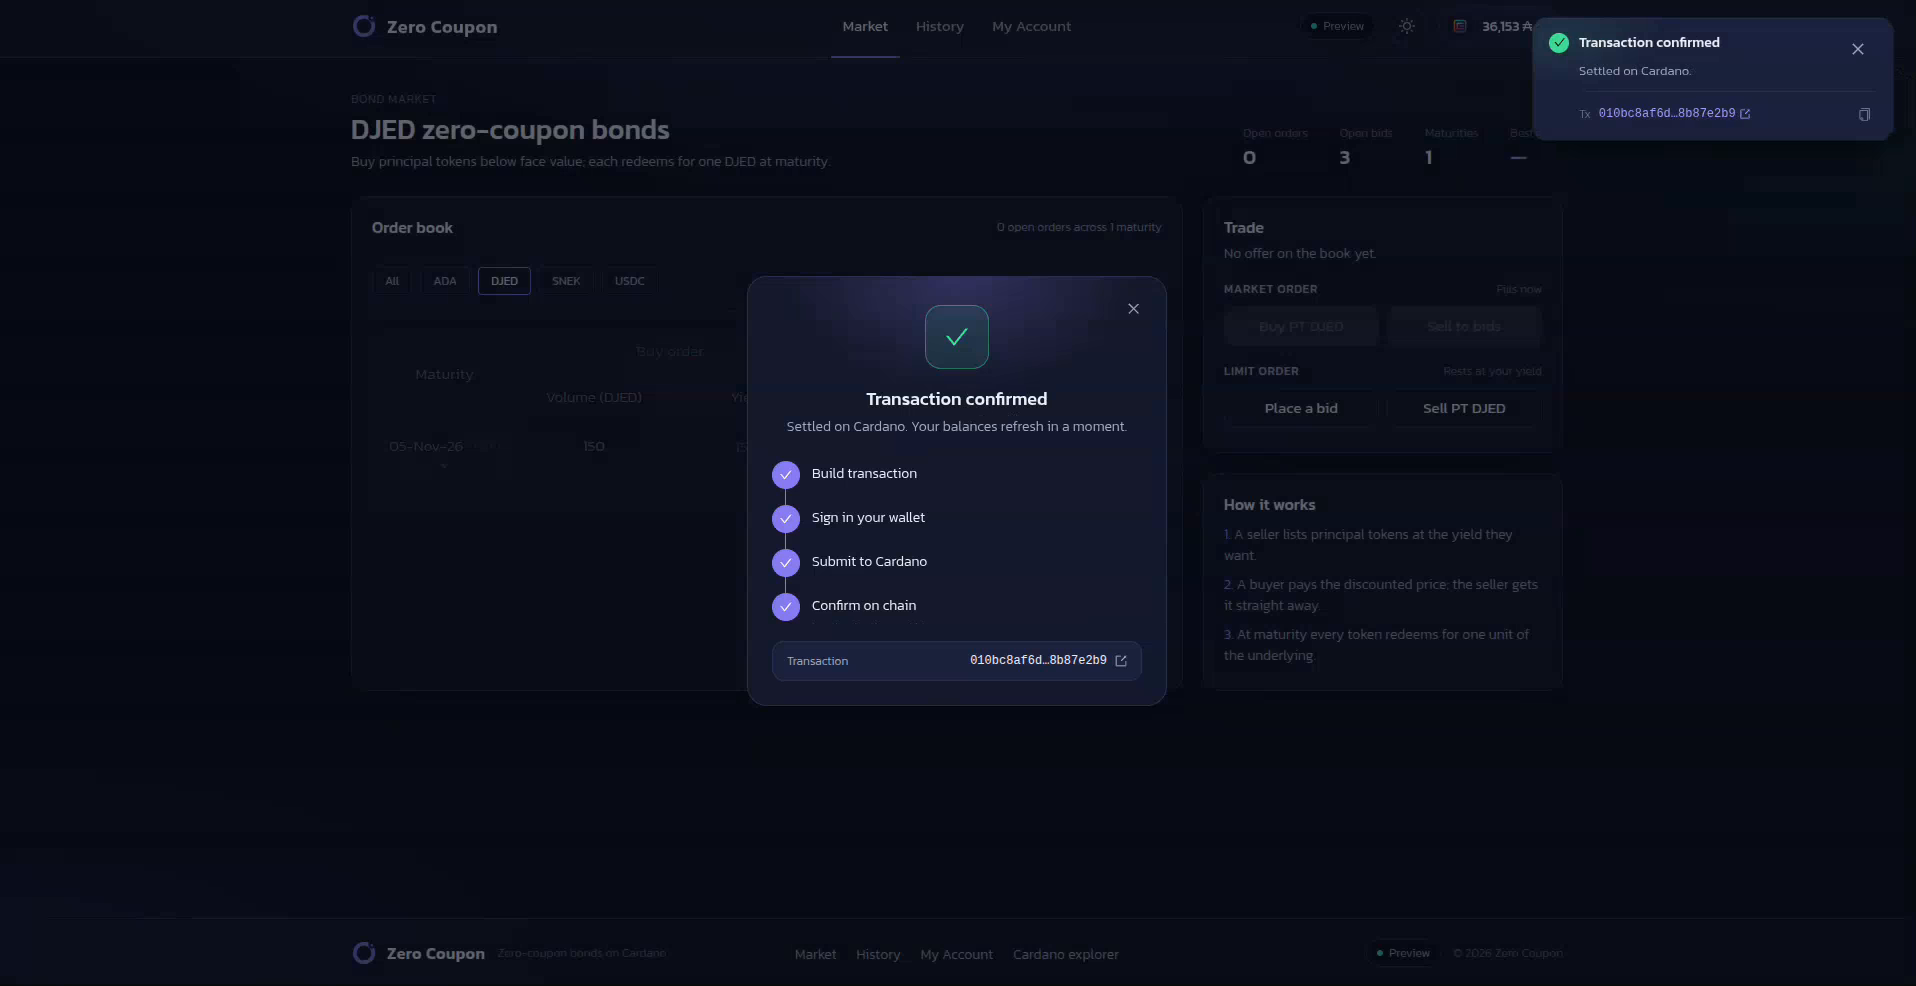 Zero Coupon
Market History My Account
Preview
36,153 ₳
Transaction confirmed
Settled on Cardano.
Tx 010bc8af6d…8b87e2b9
BOND MARKET
DJED zero-coupon bonds
Buy principal tokens below face value; each redeems for one DJED at maturity.
Open orders Open bids Maturities Best
0 3 1 —
Order book
0 open orders across 1 maturity
All ADA DJED SNEK USDC
Buy order
Maturity
Volume (DJED)
05-Nov-26 150
Trade
No offer on the book yet.
MARKET ORDER Fills now
Buy PT DJED Sell to bids
LIMIT ORDER Rests at your yield
Place a bid Sell PT DJED
How it works
1. A seller lists principal tokens at the yield they
want.
2. A buyer pays the discounted price; the seller gets
it straight away.
3. At maturity every token redeems for one unit of
the underlying.
Transaction confirmed
Settled on Cardano. Your balances refresh in a moment.
Build transaction
Sign in your wallet
Submit to Cardano
Confirm on chain
Transaction 010bc8af6d…8b87e2b9
Zero Coupon Zero-coupon bonds on Cardano
Market History My Account Cardano explorer
Preview © 2026 Zero Coupon